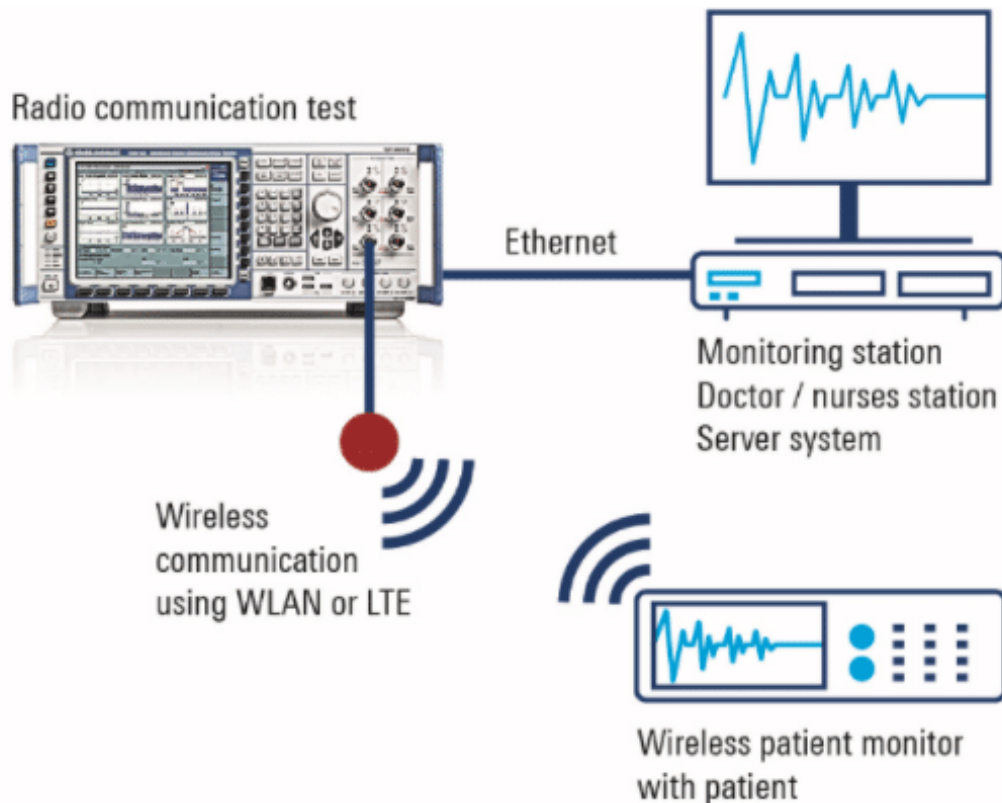 Radio communication test
Ethernet
Monitoring station
Doctor / nurses station
Server system
Wireless
communication
using WLAN or LTE
Wireless patient monitor
with patient